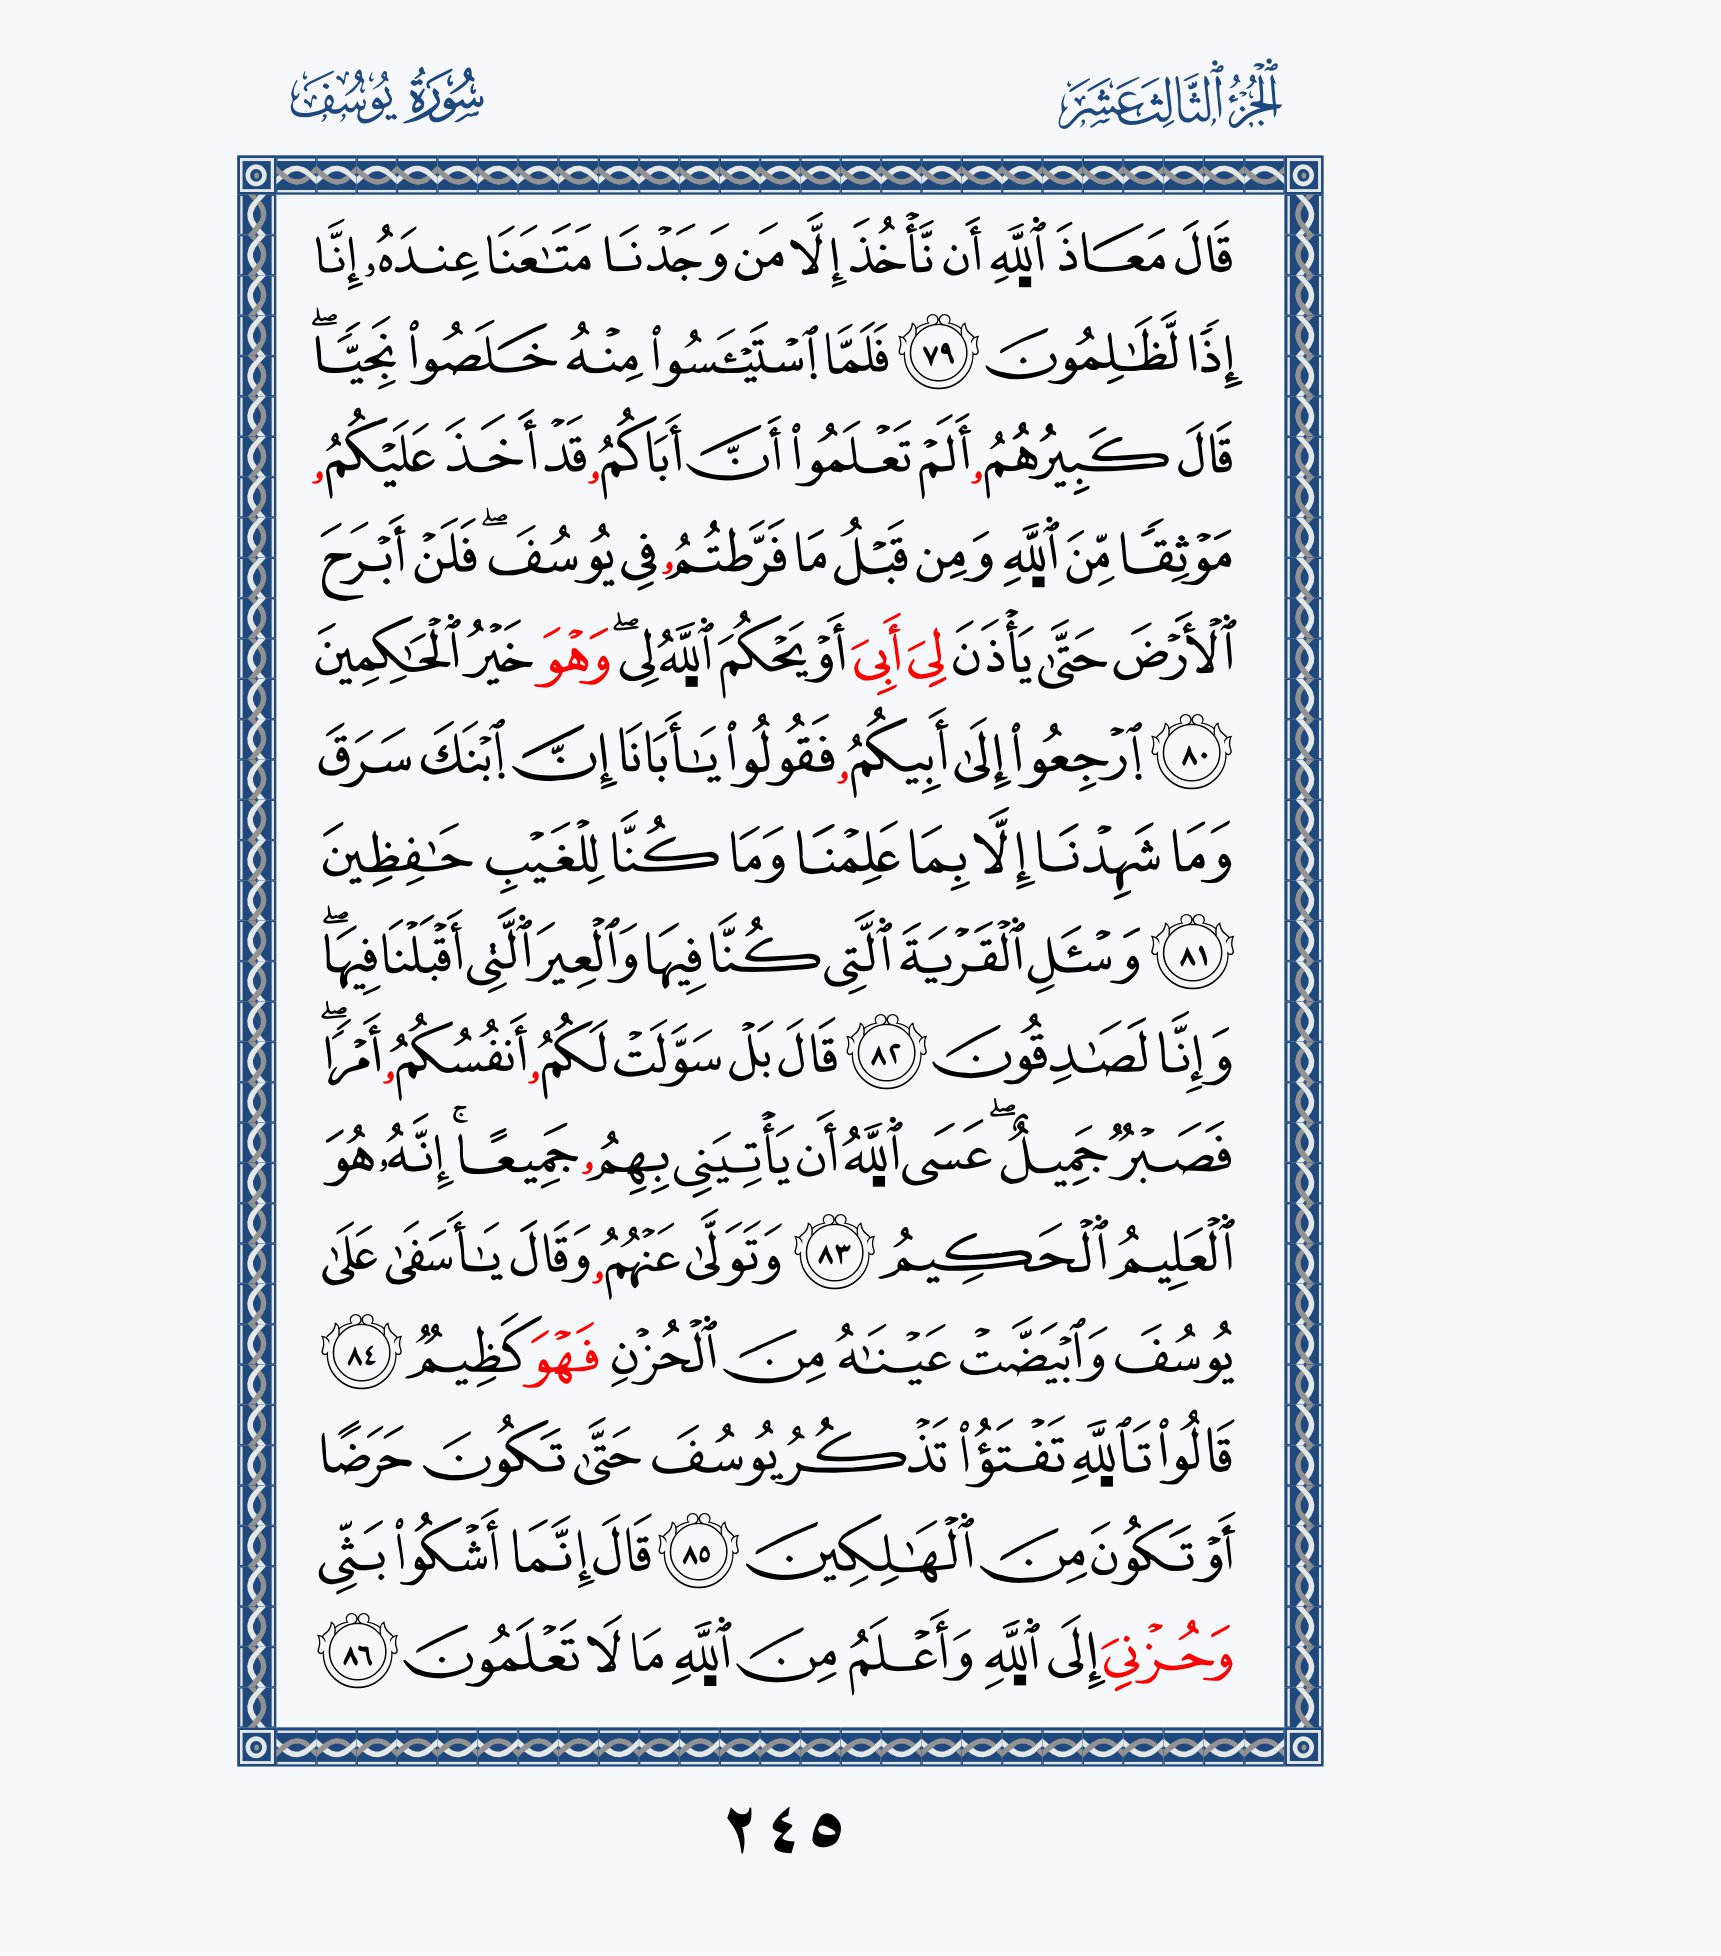 ٱلْجُزْءُ ٱلثَّالِثَ عَشَرَ
سُورَةُ يُوسُفَ
قَالَ مَعَاذَ ٱللَّهِ أَن نَّأْخُذَ إِلَّا مَن وَجَدْنَا مَتَٰعَنَا عِندَهُۥ إِنَّا
إِذًا لَّظَٰلِمُونَ ٧٩ فَلَمَّا ٱسْتَيْـَٔسُوا۟ مِنْهُ خَلَصُوا۟ نَجِيًّاۖ
قَالَ كَبِيرُهُمُۥ أَلَمْ تَعْلَمُوا۟ أَنَّ أَبَاكُمُۥ قَدْ أَخَذَ عَلَيْكُمُۥ
مَوْثِقًا مِّنَ ٱللَّهِ وَمِن قَبْلُ مَا فَرَّطتُمُۥ فِي يُوسُفَۖ فَلَنْ أَبْرَحَ
ٱلْأَرْضَ حَتَّىٰ يَأْذَنَ لِىَ أَبِىَ أَوْ يَحْكُمَ ٱللَّهُ لِىۖ وَهْوَ خَيْرُ ٱلْحَٰكِمِينَ
٨٠ ٱرْجِعُوا۟ إِلَىٰ أَبِيكُمُۥ فَقُولُوا۟ يَٰأَبَانَا إِنَّ ٱبْنَكَ سَرَقَ
وَمَا شَهِدْنَا إِلَّا بِمَا عَلِمْنَا وَمَا كُنَّا لِلْغَيْبِ حَٰفِظِينَ
٨١ وَسْـَٔلِ ٱلْقَرْيَةَ ٱلَّتِى كُنَّا فِيهَا وَٱلْعِيرَ ٱلَّتِى أَقْبَلْنَا فِيهَاۖ
وَإِنَّا لَصَٰدِقُونَ ٨٢ قَالَ بَلْ سَوَّلَتْ لَكُمُۥ أَنفُسُكُمُۥ أَمْرًاۖ
فَصَبْرٌ جَمِيلٌۖ عَسَى ٱللَّهُ أَن يَأْتِيَنِى بِهِمُۥ جَمِيعًاۚ إِنَّهُۥ هُوَ
ٱلْعَلِيمُ ٱلْحَكِيمُ ٨٣ وَتَوَلَّىٰ عَنْهُمُۥ وَقَالَ يَٰأَسَفَىٰ عَلَىٰ
يُوسُفَ وَٱبْيَضَّتْ عَيْنَٰهُ مِنَ ٱلْحُزْنِ فَهْوَ كَظِيمٌ ٨٤
قَالُوا۟ تَٱللَّهِ تَفْتَؤُا۟ تَذْكُرُ يُوسُفَ حَتَّىٰ تَكُونَ حَرَضًا
أَوْ تَكُونَ مِنَ ٱلْهَٰلِكِينَ ٨٥ قَالَ إِنَّمَا أَشْكُوا۟ بَثِّى
وَحُزْنِىَ إِلَى ٱللَّهِ وَأَعْلَمُ مِنَ ٱللَّهِ مَا لَا تَعْلَمُونَ ٨٦
٢٤٥